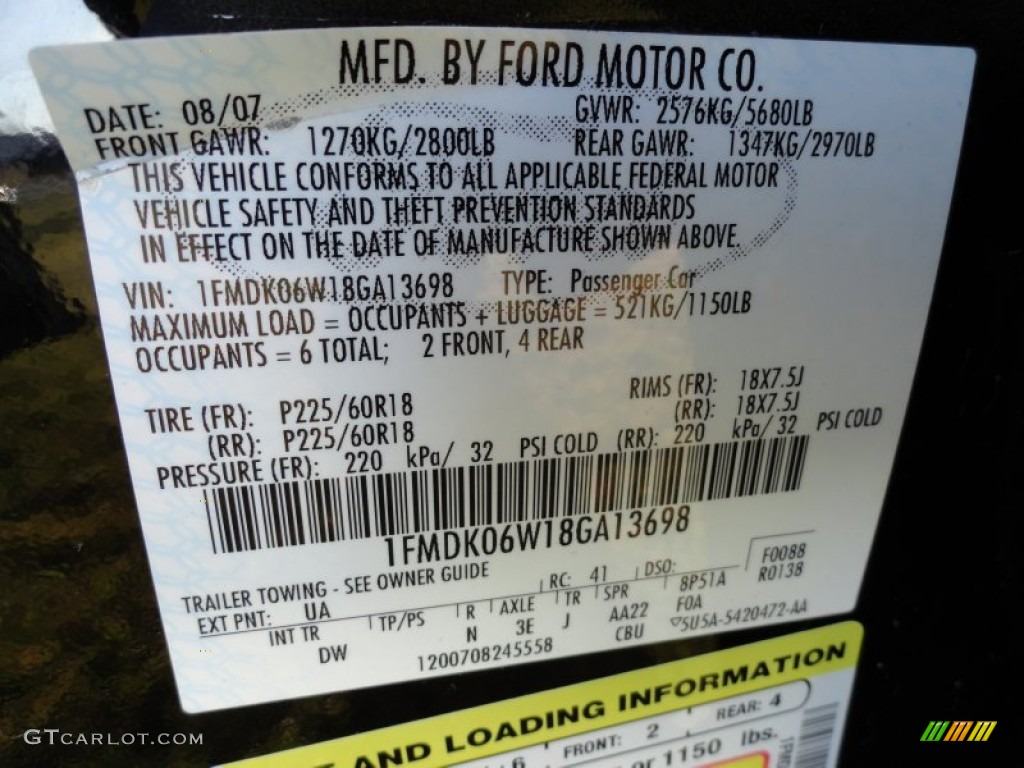 MFD. BY FORD MOTOR CO.
DATE: 08/07 GVWR: 2576KG/5680LB
FRONT GAWR: 1270KG/2800LB REAR GAWR: 1347KG/2970LB
THIS VEHICLE CONFORMS TO ALL APPLICABLE FEDERAL MOTOR
VEHICLE SAFETY AND THEFT PREVENTION STANDARDS
IN EFFECT ON THE DATE OF MANUFACTURE SHOWN ABOVE.
VIN: 1FMDK06W18GA13698 TYPE: Passenger Car
MAXIMUM LOAD = OCCUPANTS + LUGGAGE = 521KG/1150LB
OCCUPANTS = 6 TOTAL; 2 FRONT, 4 REAR
TIRE (FR): P225/60R18 RIMS (FR): 18X7.5J
(RR): P225/60R18 (RR): 18X7.5J
PRESSURE (FR): 220 kPa/ 32 PSI COLD (RR): 220 kPa/ 32 PSI COLD
1FMDK06W18GA13698
F0088
TRAILER TOWING - SEE OWNER GUIDE RC: 41 DSO: R0138
EXT PNT: UA TP/PS R AXLE TR SPR 8P51A
INT TR N 3E J AA22 F0A
DW CBU 5U5A-5420472-AA
1200708245558
AND LOADING INFORMATION
6 FRONT: 2 REAR: 4
or 1150 lbs.
GTCARLOT.COM